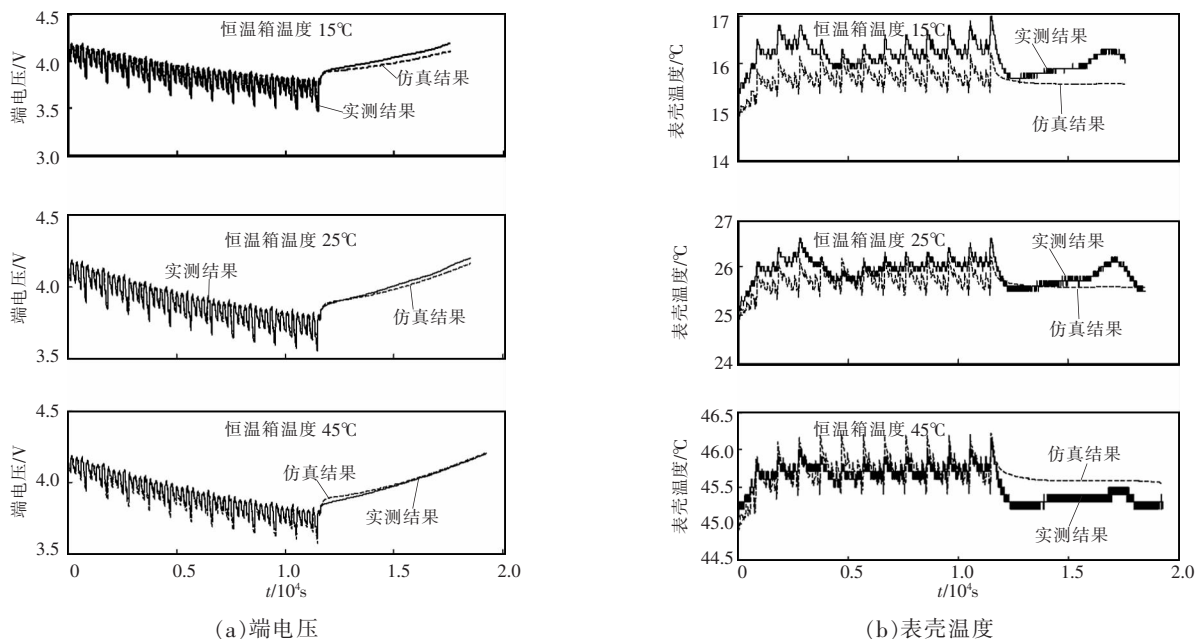 4.5
恒温箱温度 15℃
4.0
仿真结果
3.5
实测结果
3.0
端电压/V
4.5
恒温箱温度 25℃
实测结果
4.0
仿真结果
3.5
端电压/V
4.5
恒温箱温度 45℃
仿真结果
4.0
实测结果
3.5
端电压/V
0 0.5 1.0 1.5 2.0
t/10⁴s
(a)端电压
17
恒温箱温度 15℃
实测结果
16
15
仿真结果
14
表壳温度/℃
27
恒温箱温度 25℃
实测结果
26
仿真结果
25
24
表壳温度/℃
46.5
恒温箱温度 45℃
46.0
仿真结果
45.5
45.0
实测结果
44.5
表壳温度/℃
0 0.5 1.0 1.5 2.0
t/10⁴s
(b)表壳温度